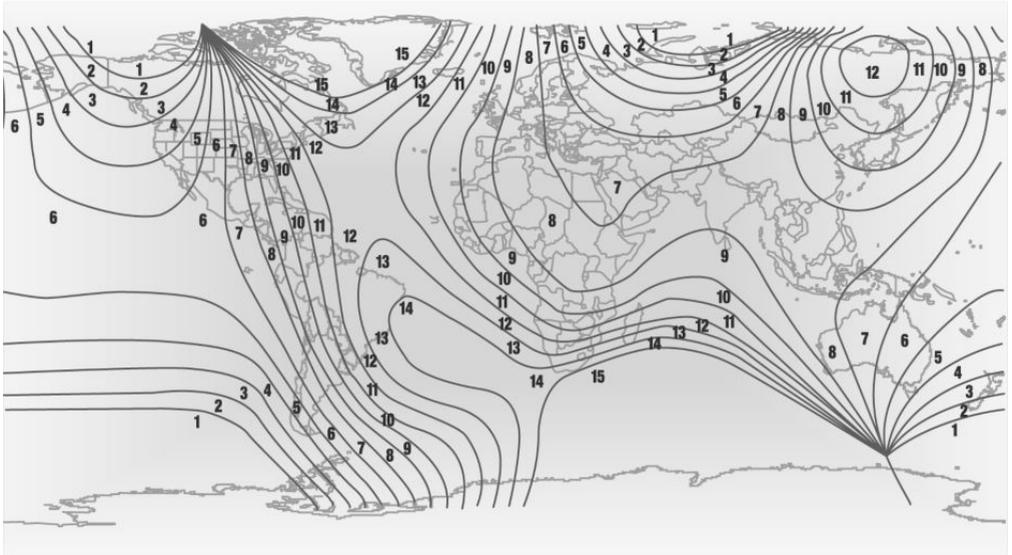 1 15 7 6 5 4 3 2 1 1
8 2
2 1 10 9 3 12 11 10 9 8
2 15 14 13 11 4
3 14 12 5 11
4 3 6 10
6 5 4 13 7 8 9
5 6 7 8 11 12
9 10
7
6 6 10 11 8
7 9 12
8 13 9 9
10
14 11 10
12 12 11
13 13 14 13 7 6
12 8 5
14 15 4
3 4 11 3
2 5 2
1 10
6 1
7 8 9